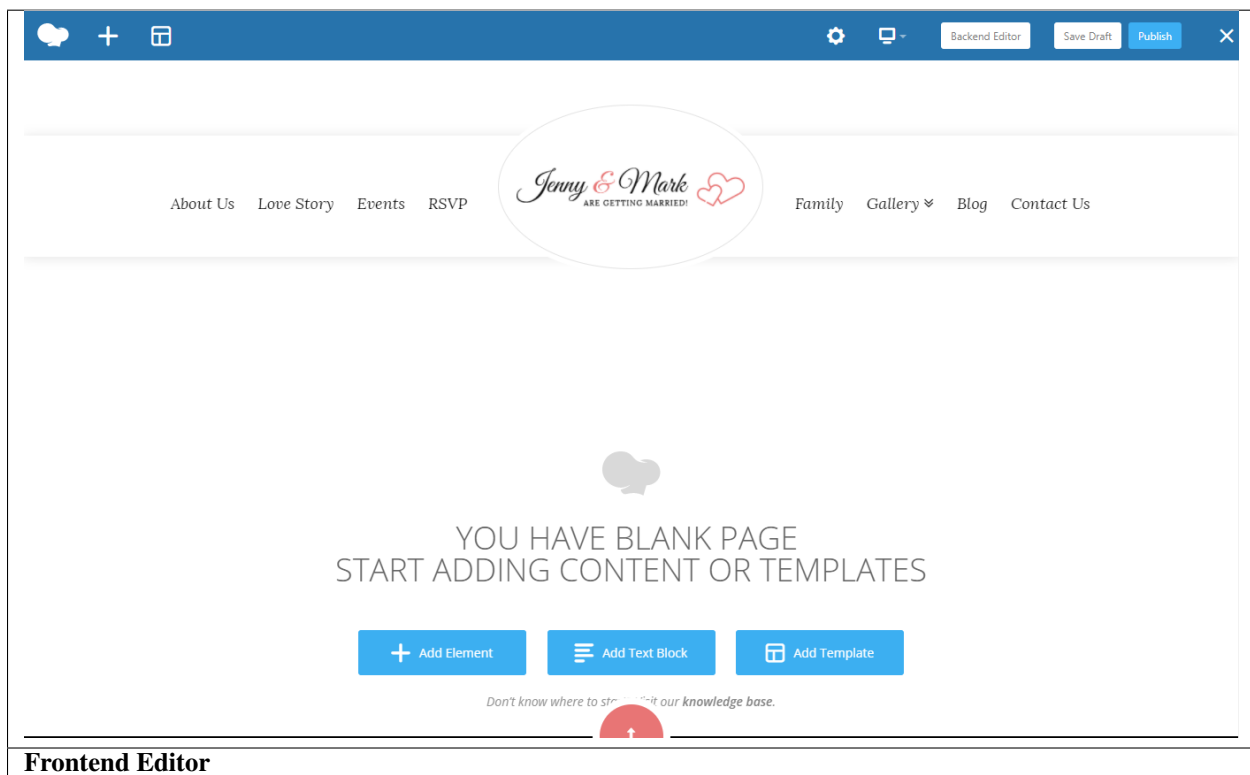 Backend Editor Save Draft Publish
Jenny & Mark
ARE GETTING MARRIED!
About Us Love Story Events RSVP Family Gallery Blog Contact Us
YOU HAVE BLANK PAGE
START ADDING CONTENT OR TEMPLATES
Add Element Add Text Block Add Template
Don't know where to our knowledge base.
Frontend Editor